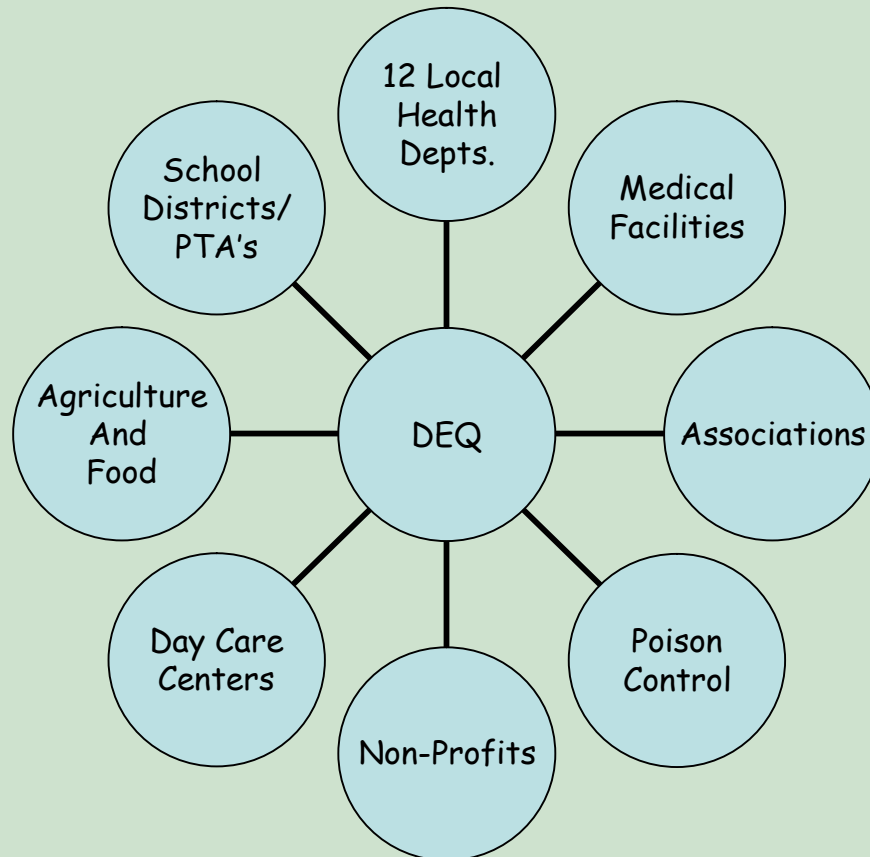 12 Local
Health
Depts.
School
Districts/
PTA's
Medical
Facilities
Agriculture
And
Food
DEQ
Associations
Day Care
Centers
Poison
Control
Non-Profits